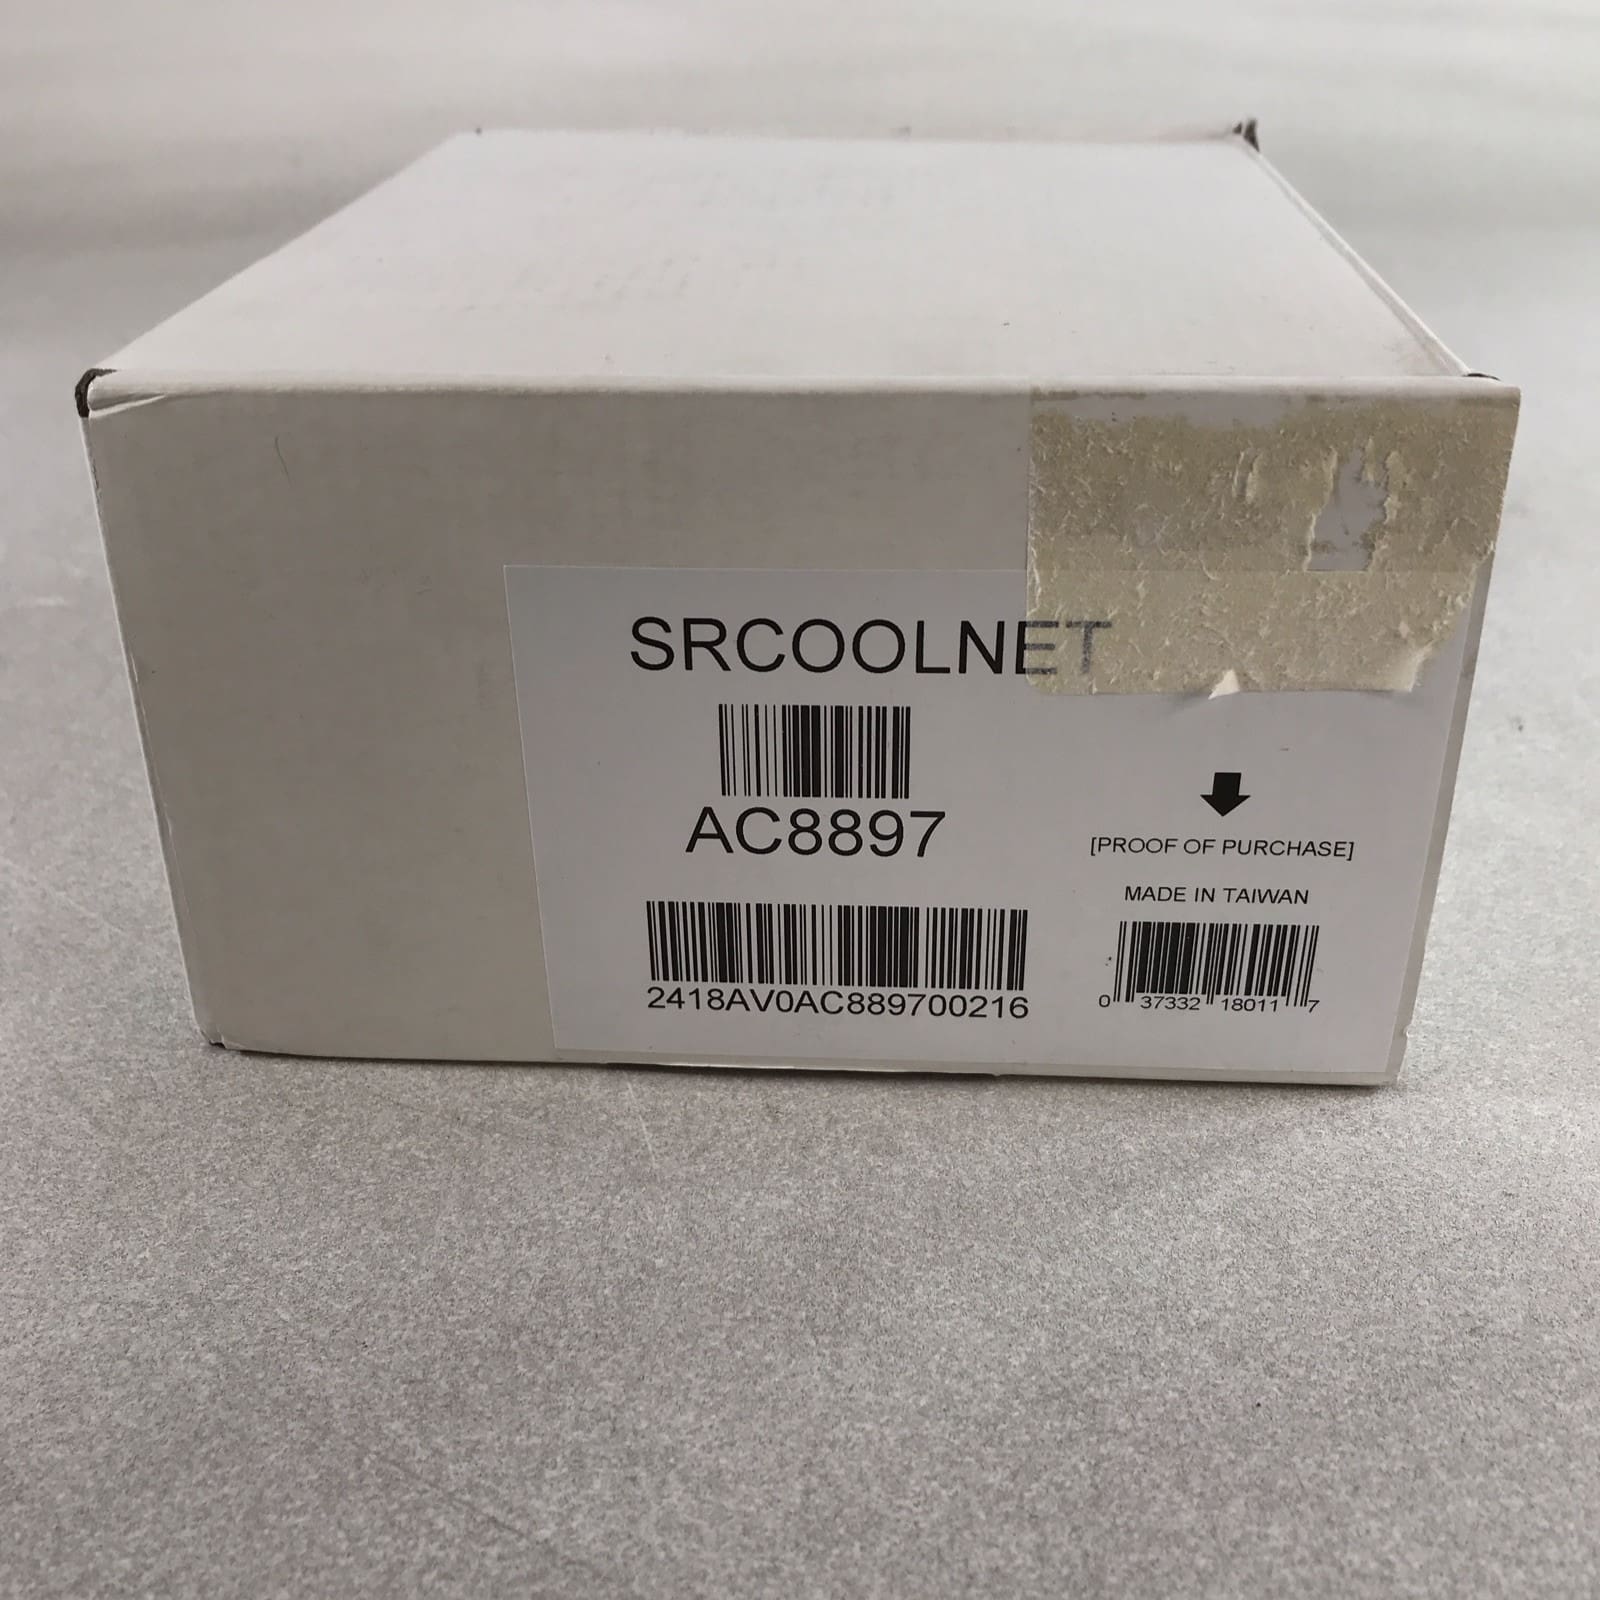 SRCOOLNET
AC8897
2418AV0AC889700216
[PROOF OF PURCHASE]
MADE IN TAIWAN
0 37332 18011 7